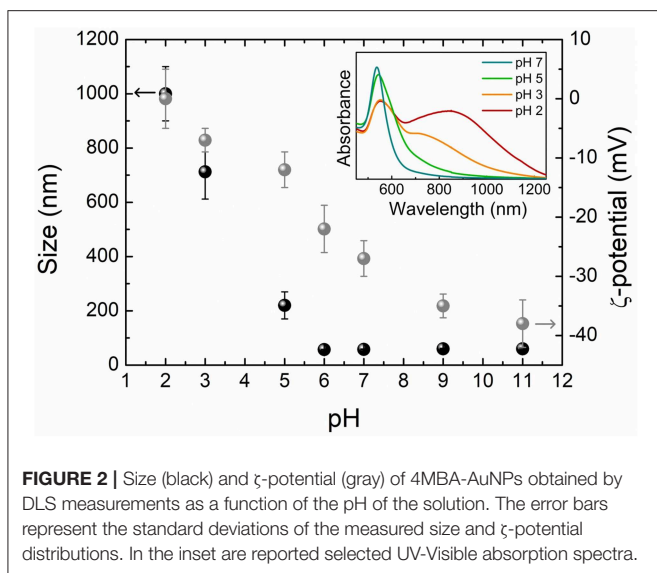 1200
1000
800
600
400
200
0
Size (nm)
10
0
-10
-20
-30
-40
ζ-potential (mV)
1 2 3 4 5 6 7 8 9 10 11 12
pH
Absorbance
pH 7
pH 5
pH 3
pH 2
600 800 1000 1200
Wavelength (nm)
FIGURE 2 | Size (black) and ζ-potential (gray) of 4MBA-AuNPs obtained by
DLS measurements as a function of the pH of the solution. The error bars
represent the standard deviations of the measured size and ζ-potential
distributions. In the inset are reported selected UV-Visible absorption spectra.